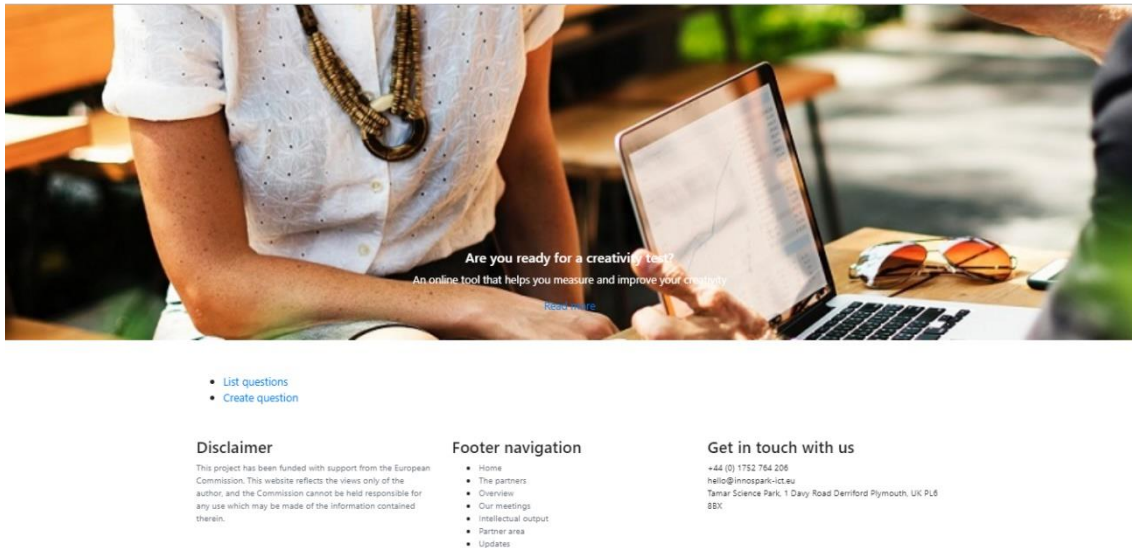 Are you ready for a creativity test?
An online tool that helps you measure and improve your creativity
Read more
List questions
Create question
Disclaimer
This project has been funded with support from the European
Commission. This website reflects the views only of the
author, and the Commission cannot be held responsible for
any use which may be made of the information contained
therein.
Footer navigation
Home
The partners
Overview
Our meetings
Intellectual output
Partner area
Updates
Get in touch with us
+44 (0) 1752 764 206
hello@innospark-ict.eu
Tamar Science Park, 1 Davy Road Derriford Plymouth, UK PL6
8BX